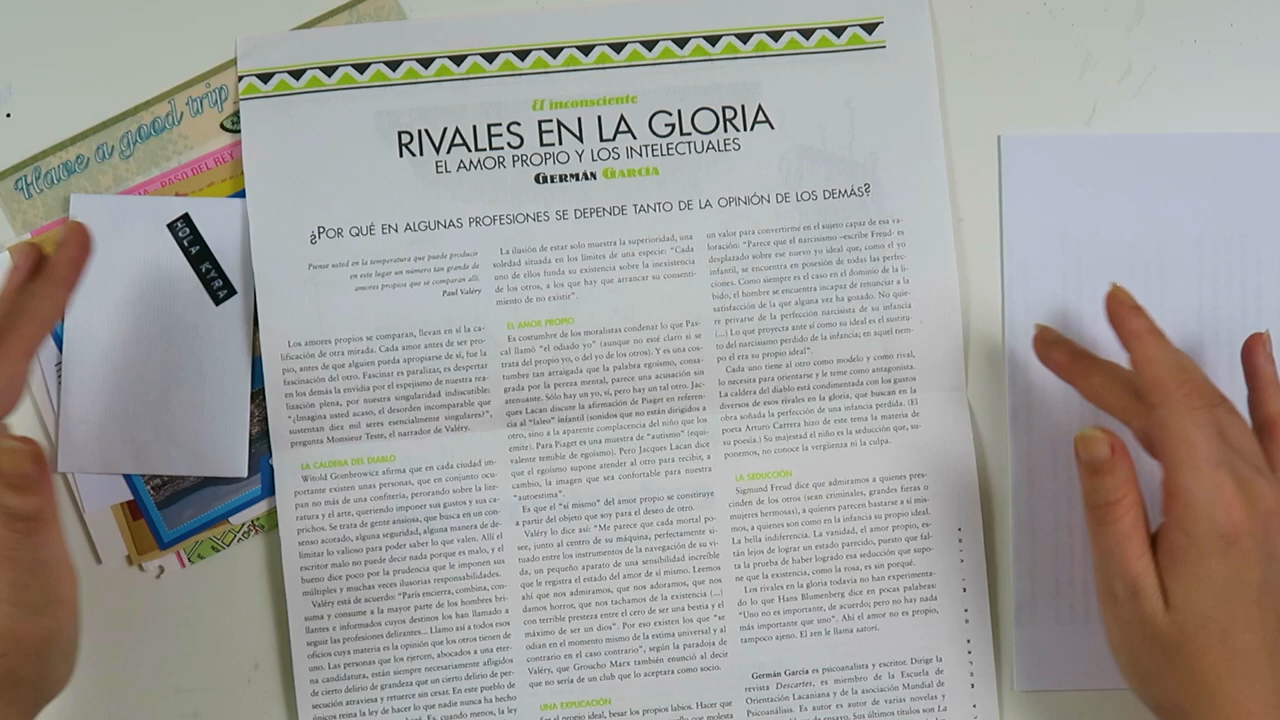 Have a good trip
PASO DEL REY
HOLA KYRA
El inconsciente
RIVALES EN LA GLORIA
EL AMOR PROPIO Y LOS INTELECTUALES
GERMÁN GARCÍA
¿POR QUÉ EN ALGUNAS PROFESIONES SE DEPENDE TANTO DE LA OPINIÓN DE LOS DEMÁS?
Piense usted en la temperatura que puede producir
en este lugar un número tan grande de
amores propios que se comparan allí.
Paul Valéry
Los amores propios se comparan, llevan en sí la ca-
lificación de otra mirada. Cada amor antes de ser pro-
pio, antes de que alguien pueda apropiarse de sí, fue la
fascinación del otro. Fascinar es paralizar, es despertar
en los demás la envidia por el espejismo de nuestra rea-
lización plena, por nuestra singularidad indiscutible:
"¿Imagina usted acaso, el desorden incomparable que
sustentan diez mil seres esencialmente singulares?",
pregunta Monsieur Teste, el narrador de Valéry.
LA CALDERA DEL DIABLO
Witold Gombrowicz afirma que en cada ciudad im-
portante existen unas personas, que en conjunto ocu-
pan no más de una confitería, perorando sobre la lite-
ratura y el arte, queriendo imponer sus gustos y sus ca-
prichos. Se trata de gente ansiosa, que busca en un con-
senso acotado, alguna seguridad, alguna manera de de-
limitar lo valioso para poder saber lo que valen. Allí el
escritor malo no puede decir nada porque es malo, y el
bueno dice poco por la prudencia que le imponen sus
múltiples y muchas veces ilusorias responsabilidades.
Valéry está de acuerdo: "París encierra, combina, con-
suma y consume a la mayor parte de los hombres bri-
llantes e informados cuyos destinos los han llamado a
seguir las profesiones delirantes... Llamo así a todos esos
oficios cuya materia es la opinión que los otros tienen de
uno. Las personas que los ejercen, abocados a una eter-
na candidatura, están siempre necesariamente afligidos
de cierto delirio de grandeza que un cierto delirio de per-
secución atraviesa y retuerce sin cesar. En este pueblo de
únicos reina la ley de hacer lo que nadie nunca ha hecho
Es, cuando menos, la ley
La ilusión de estar solo muestra la superioridad, una
soledad situada en los límites de una especie: "Cada
uno de ellos funda su existencia sobre la inexistencia
de los otros, a los que hay que arrancar su consenti-
miento de no existir".
EL AMOR PROPIO
Es costumbre de los moralistas condenar lo que Pas-
cal llamó "el odiado yo" (aunque no esté claro si se
trata del propio yo, o del yo de los otros). Y es una cos-
tumbre tan arraigada que la palabra egoísmo, consa-
grada por la pereza mental, parece una acusación sin
atenuante. Sólo hay un yo, sí, pero hay un tal otro. Jac-
ques Lacan discute la afirmación de Piaget en referen-
cia al "laleo" infantil (sonidos que no están dirigidos a
otro, sino a la aparente complacencia del niño que los
emite). Para Piaget es una muestra de "autismo" (equi-
valente temible de egoísmo). Pero Jacques Lacan dice
que el egoísmo supone atender al otro para recibir, a
cambio, la imagen que sea confortable para nuestra
"autoestima".
Es que el "sí mismo" del amor propio se constituye
a partir del objeto que soy para el deseo de otro.
Valéry lo dice así: "Me parece que cada mortal po-
see, junto al centro de su máquina, perfectamente si-
tuado entre los instrumentos de la navegación de su vi-
da, un pequeño aparato de una sensibilidad increíble
que le registra el estado del amor de sí mismo. Leemos
ahí que nos admiramos, que nos adoramos, que nos
damos horror, que nos tachamos de la existencia (...)
con terrible presteza entre el cero de ser una bestia y el
máximo de ser un dios". Por eso existen los que "se
odian en el momento mismo de la estima universal y al
contrario en el caso contrario", según la paradoja de
Valéry, que Groucho Marx también enunció al decir
que no sería de un club que lo aceptara como socio.
UNA EXPLICACIÓN
propio ideal, besar los propios labios. Hacer que
un valor para convertirme en el sujeto capaz de esa va-
loración: "Parece que el narcisismo –escribe Freud– es
desplazado sobre ese nuevo yo ideal que, como el yo
infantil, se encuentra en posesión de todas las perfec-
ciones. Como siempre es el caso en el dominio de la li-
bido, el hombre se encuentra incapaz de renunciar a la
satisfacción de la que alguna vez ha gozado. No quie-
re privarse de la perfección narcisista de su infancia
(...) Lo que proyecta ante sí como su ideal es el sustitu-
to del narcisismo perdido de la infancia; en aquel tiem-
po el era su propio ideal".
Cada uno tiene al otro como modelo y como rival,
lo necesita para orientarse y le teme como antagonista.
La caldera del diablo está condimentada con los gustos
diversos de esos rivales en la gloria, que buscan en la
obra soñada la perfección de una infancia perdida. (El
poeta Arturo Carrera hizo de este tema la materia de
su poesía.) Su majestad el niño es la seducción que, su-
ponemos, no conoce la vergüenza ni la culpa.
LA SEDUCCIÓN
Sigmund Freud dice que admiramos a quienes pres-
cinden de los otros (sean criminales, grandes fieras o
mujeres hermosas), a quienes parecen bastarse a sí mis-
mos, a quienes son como en la infancia su propio ideal.
La bella indiferencia. La vanidad, el amor propio, es-
tán lejos de lograr un estado parecido, puesto que fal-
ta la prueba de haber logrado esa seducción que supo-
ne que la existencia, como la rosa, es sin porqué.
Los rivales en la gloria todavía no han experimenta-
do lo que Hans Blumenberg dice en pocas palabras:
"Uno no es importante, de acuerdo; pero no hay nada
más importante que uno". Ahí el amor no es propio,
tampoco ajeno. El zen le llama satori.
Germán García es psicoanalista y escritor. Dirige la
revista Descartes, es miembro de la Escuela de
Orientación Lacaniana y de la asociación Mundial de
Psicoanálisis. Es autor es autor de varias novelas y
de ensayo. Sus últimos títulos son La